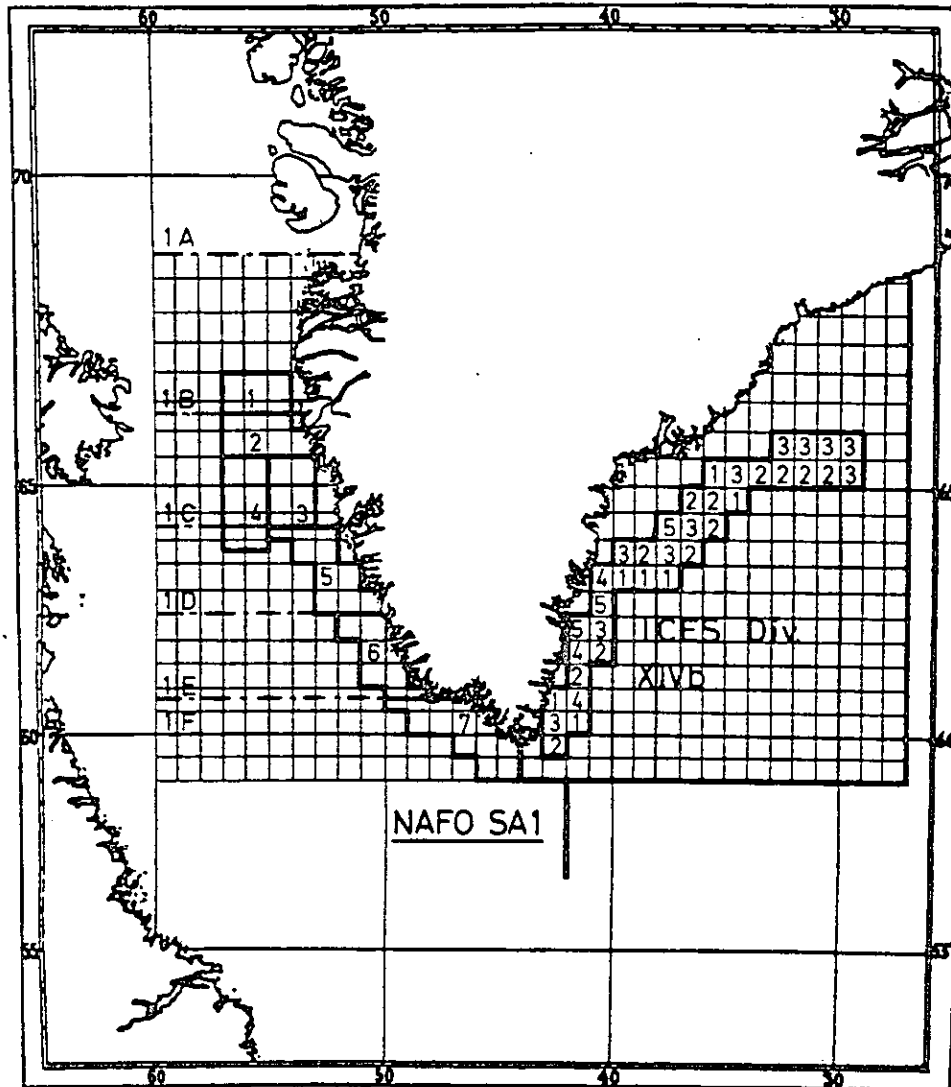 60 50 40 30
70
1A
1B 1
2 3 3 3 3
1 3 2 2 2 2 3
65
2 2 1
1C 4 3 5 3 2
3 2 3 2
5 4 1 1 1
1D 5
5 3 ICES Div.
6 4 2
2 XIVb
1E 4
1F 7 3 1
60
2
NAFO SA1
55 55
60 50 40 30